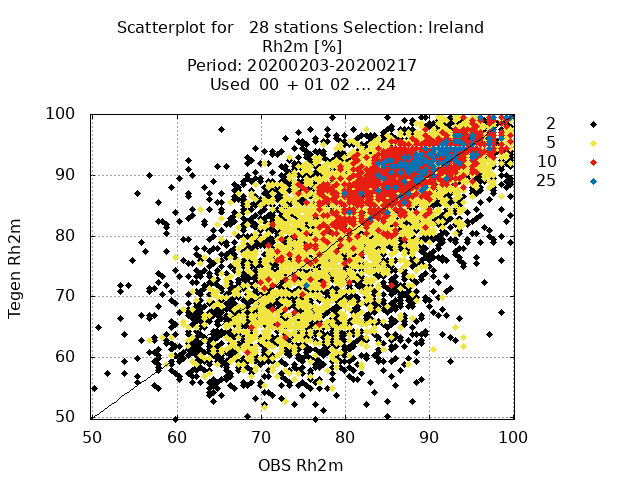 Scatterplot for   28 stations Selection: Ireland
Rh2m [%]
Period: 20200203-20200217
Used  00 + 01 02 ... 24
100
90
80
70
60
50
Tegen Rh2m
50 60 70 80 90 100
OBS Rh2m
2
5
10
25